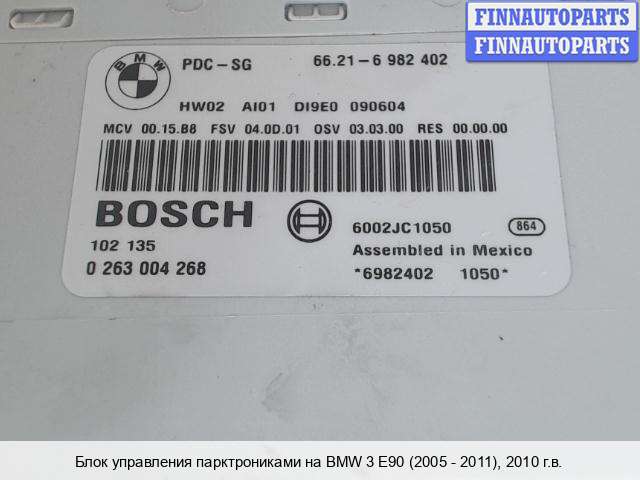 FINNAUTOPARTS
FINNAUTOPARTS
BMW
PDC-SG 66.21-6 982 402
HW02 AI01 DI9E0 090604
MCV 00.15.B8 FSV 04.0D.01 OSV 03.03.00 RES 00.00.00
BOSCH
6002JC1050 864
102 135
Assembled in Mexico
0 263 004 268
*6982402 1050*
Блок управления парктрониками на BMW 3 E90 (2005 - 2011), 2010 г.в.